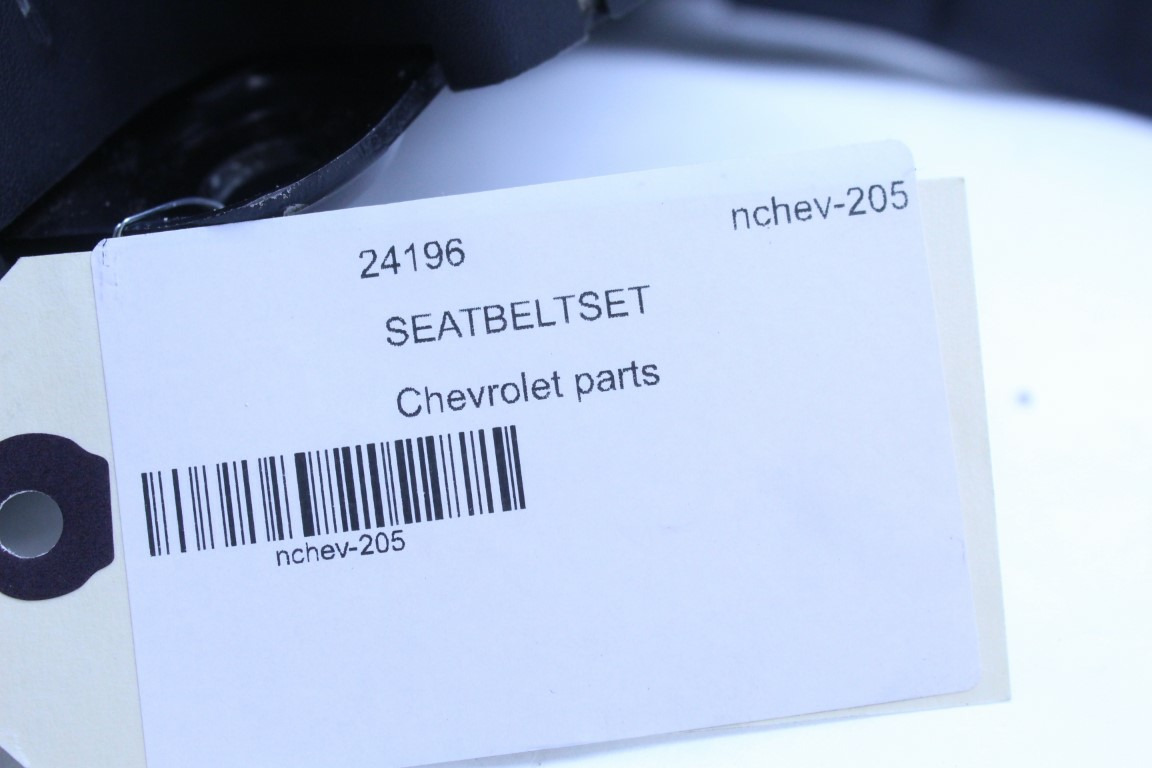 nchev-205
24196
SEATBELTSET
Chevrolet parts
nchev-205